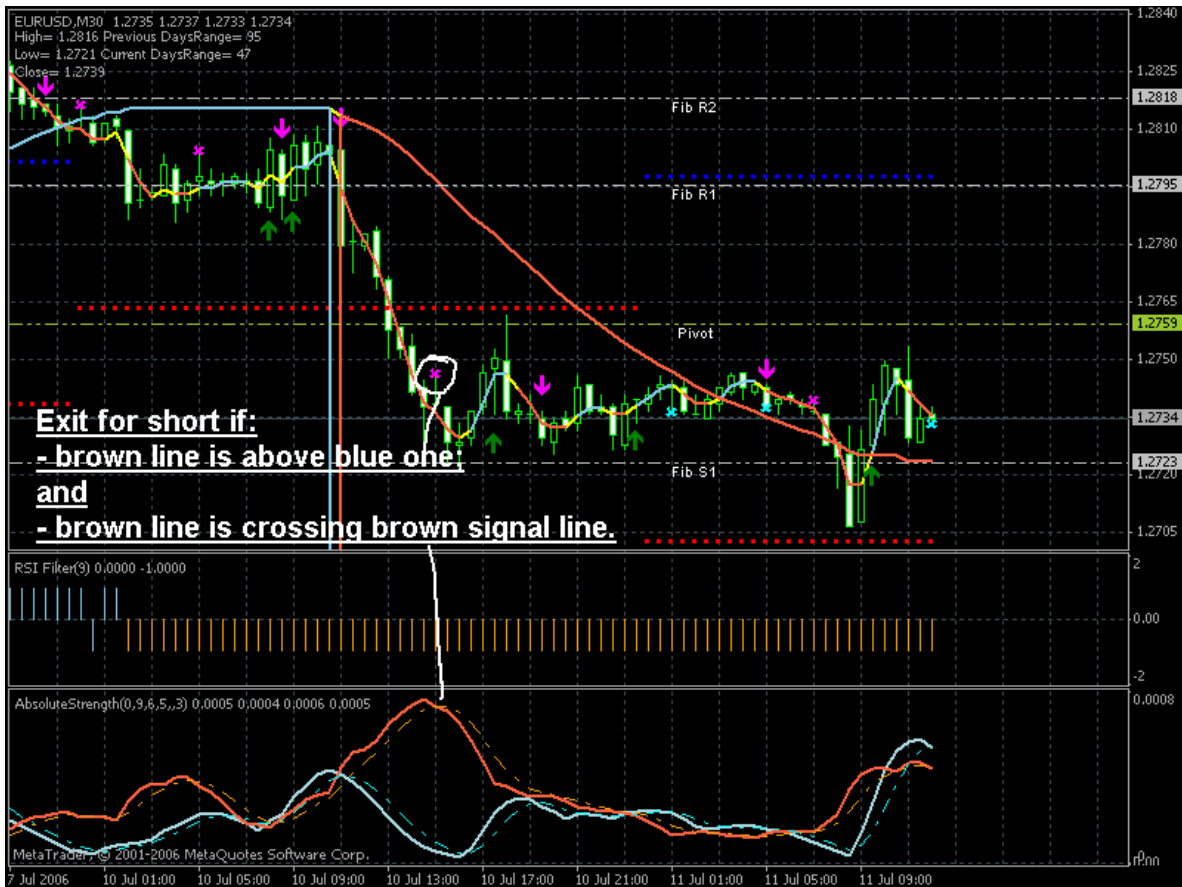 EURUSD,M30 1.2735 1.2737 1.2733 1.2734
High= 1.2816 Previous DaysRange= 95
Low= 1.2721 Current DaysRange= 47
Close= 1.2739
1.2840
1.2825
1.2818
Fib R2
1.2810
1.2795
Fib R1
1.2780
1.2765
1.2759
Pivot
1.2750
1.2734
Exit for short if:
- brown line is above blue one;
and
- brown line is crossing brown signal line.
1.2723
Fib S1
1.2720
1.2705
RSI Filter(9) 0.0000 -1.0000
2
0.00
-2
AbsoluteStrength(0,9,6,5,,3) 0.0005 0.0004 0.0006 0.0005
0.0008
MetaTrader, © 2001-2006 MetaQuotes Software Corp.
7 Jul 2006 10 Jul 01:00 10 Jul 05:00 10 Jul 09:00 10 Jul 13:00 10 Jul 17:00 10 Jul 21:00 11 Jul 01:00 11 Jul 05:00 11 Jul 09:00